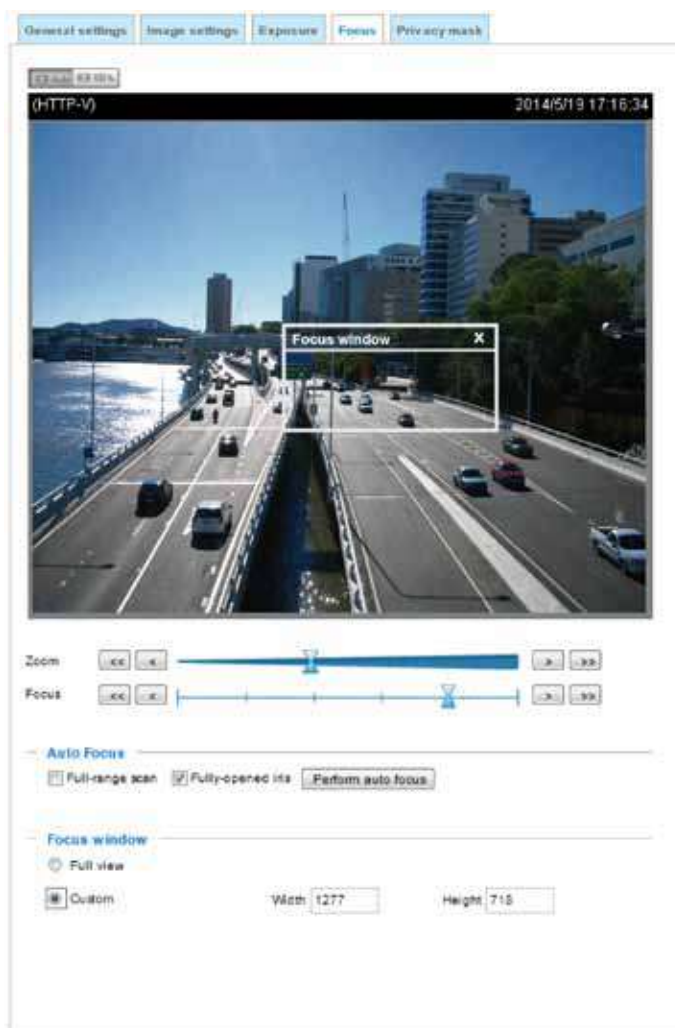 General settings Image settings Exposure Focus Privacy mask
(HTTP-V) 2014/5/19 17:16:34
Focus window X
Zoom << < > >>
Focus << < > >>
Auto Focus
Full-range scan Fully-opened iris Perform auto focus
Focus window
Full view
Custom Width 1277 Height 718